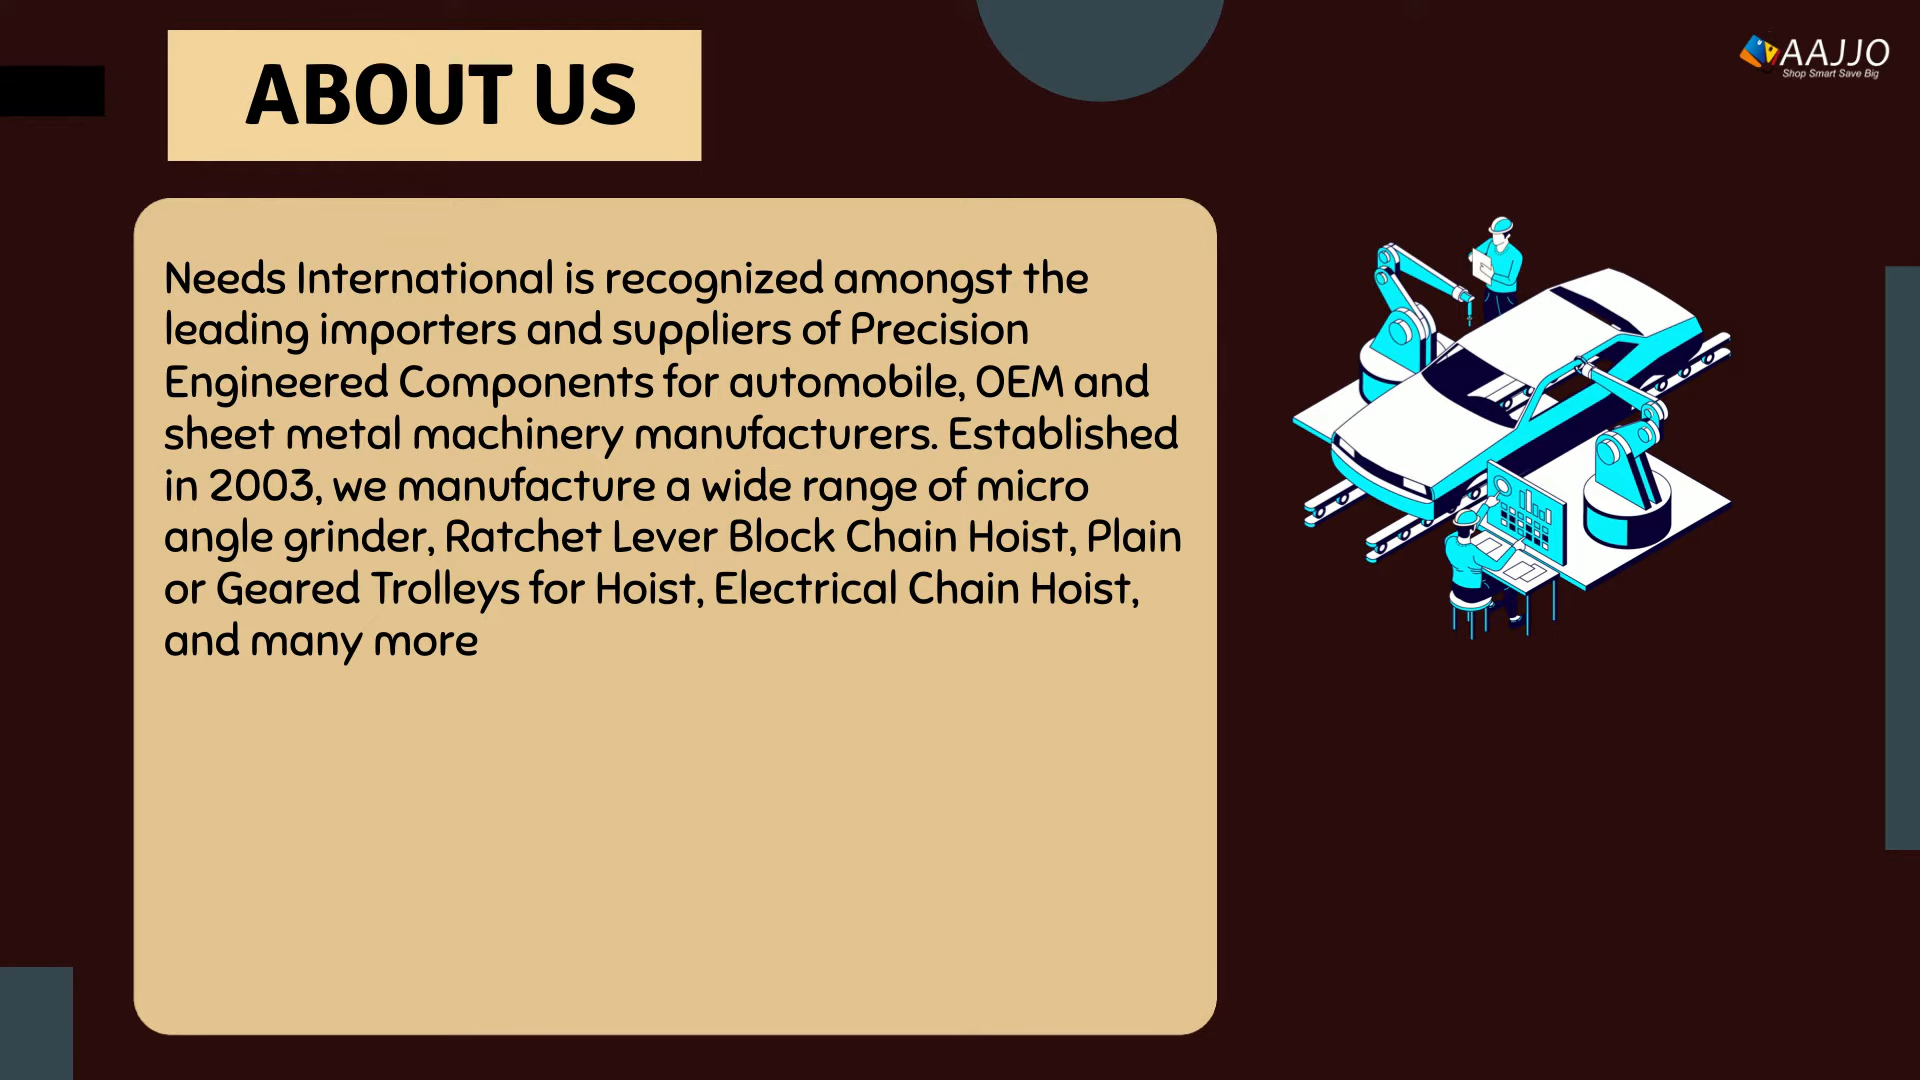 ABOUT US
AAJJO
Shop Smart Save Big
Needs International is recognized amongst the
leading importers and suppliers of Precision
Engineered Components for automobile, OEM and
sheet metal machinery manufacturers. Established
in 2003, we manufacture a wide range of micro
angle grinder, Ratchet Lever Block Chain Hoist, Plain
or Geared Trolleys for Hoist, Electrical Chain Hoist,
and many more